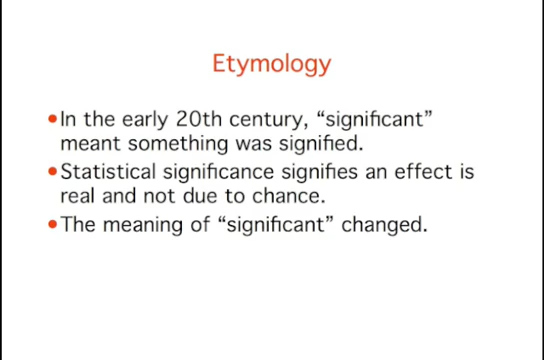 Etymology
•In the early 20th century, “significant”
meant something was signified.
•Statistical significance signifies an effect is
real and not due to chance.
•The meaning of “significant” changed.